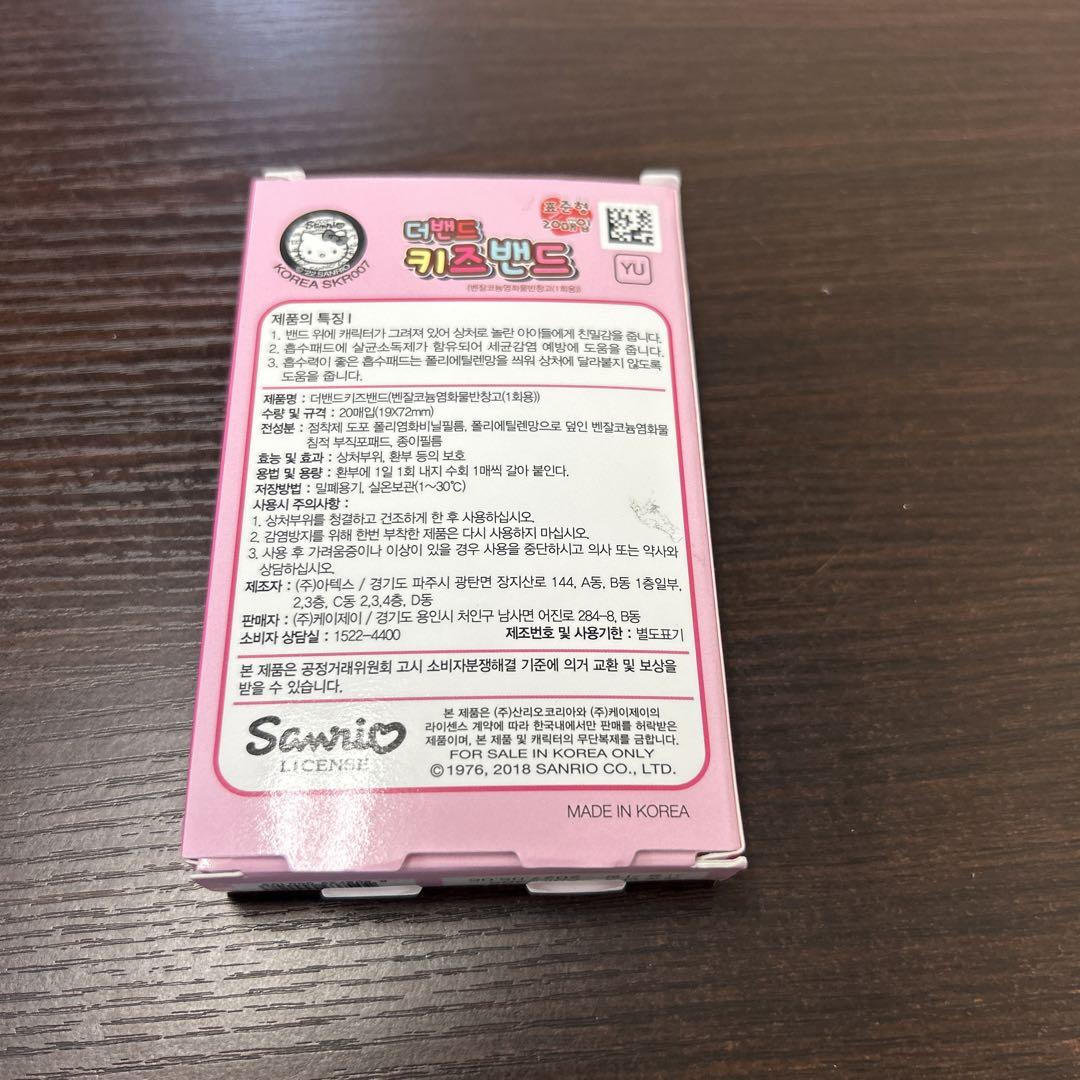 Sanrio
© '22 SANRIO
KOREA SKR007
더밴드
키즈밴드
(벤잘코늄염화물반창고(1회용))
표준형
20매입
YU
제품의 특징 !
1. 밴드 위에 캐릭터가 그려져 있어 상처로 놀란 아이들에게 친밀감을 줍니다.
2. 흡수패드에 살균소독제가 함유되어 세균감염 예방에 도움을 줍니다.
3. 흡수력이 좋은 흡수패드는 폴리에틸렌망을 씌워 상처에 달라붙지 않도록
도움을 줍니다.
제품명 : 더밴드키즈밴드(벤잘코늄염화물반창고(1회용))
수량 및 규격 : 20매입(19X72mm)
전성분 : 점착제 도포 폴리염화비닐필름, 폴리에틸렌망으로 덮인 벤잘코늄염화물
침적 부직포패드, 종이필름
효능 및 효과 : 상처부위, 환부 등의 보호
용법 및 용량 : 환부에 1일 1회 내지 수회 1매씩 갈아 붙인다.
저장방법 : 밀폐용기, 실온보관(1~30℃)
사용시 주의사항 :
1. 상처부위를 청결하고 건조하게 한 후 사용하십시오.
2. 감염방지를 위해 한번 부착한 제품은 다시 사용하지 마십시오.
3. 사용 후 가려움증이나 이상이 있을 경우 사용을 중단하시고 의사 또는 약사와
상담하십시오.
제조자 : (주)아텍스 / 경기도 파주시 광탄면 장지산로 144, A동, B동 1층일부,
2,3층, C동 2,3,4층, D동
판매자 : (주)케이제이 / 경기도 용인시 처인구 남사면 어진로 284-8, B동
소비자 상담실 : 1522-4400 제조번호 및 사용기한 : 별도표기
본 제품은 공정거래위원회 고시 소비자분쟁해결 기준에 의거 교환 및 보상을
받을 수 있습니다.
Sanrio
LICENSE
본 제품은 (주)산리오코리아와 (주)케이제이의
라이센스 계약에 따라 한국내에서만 판매를 허락받은
제품이며, 본 제품 및 캐릭터의 무단복제를 금합니다.
FOR SALE IN KOREA ONLY
© 1976, 2018 SANRIO CO., LTD.
MADE IN KOREA